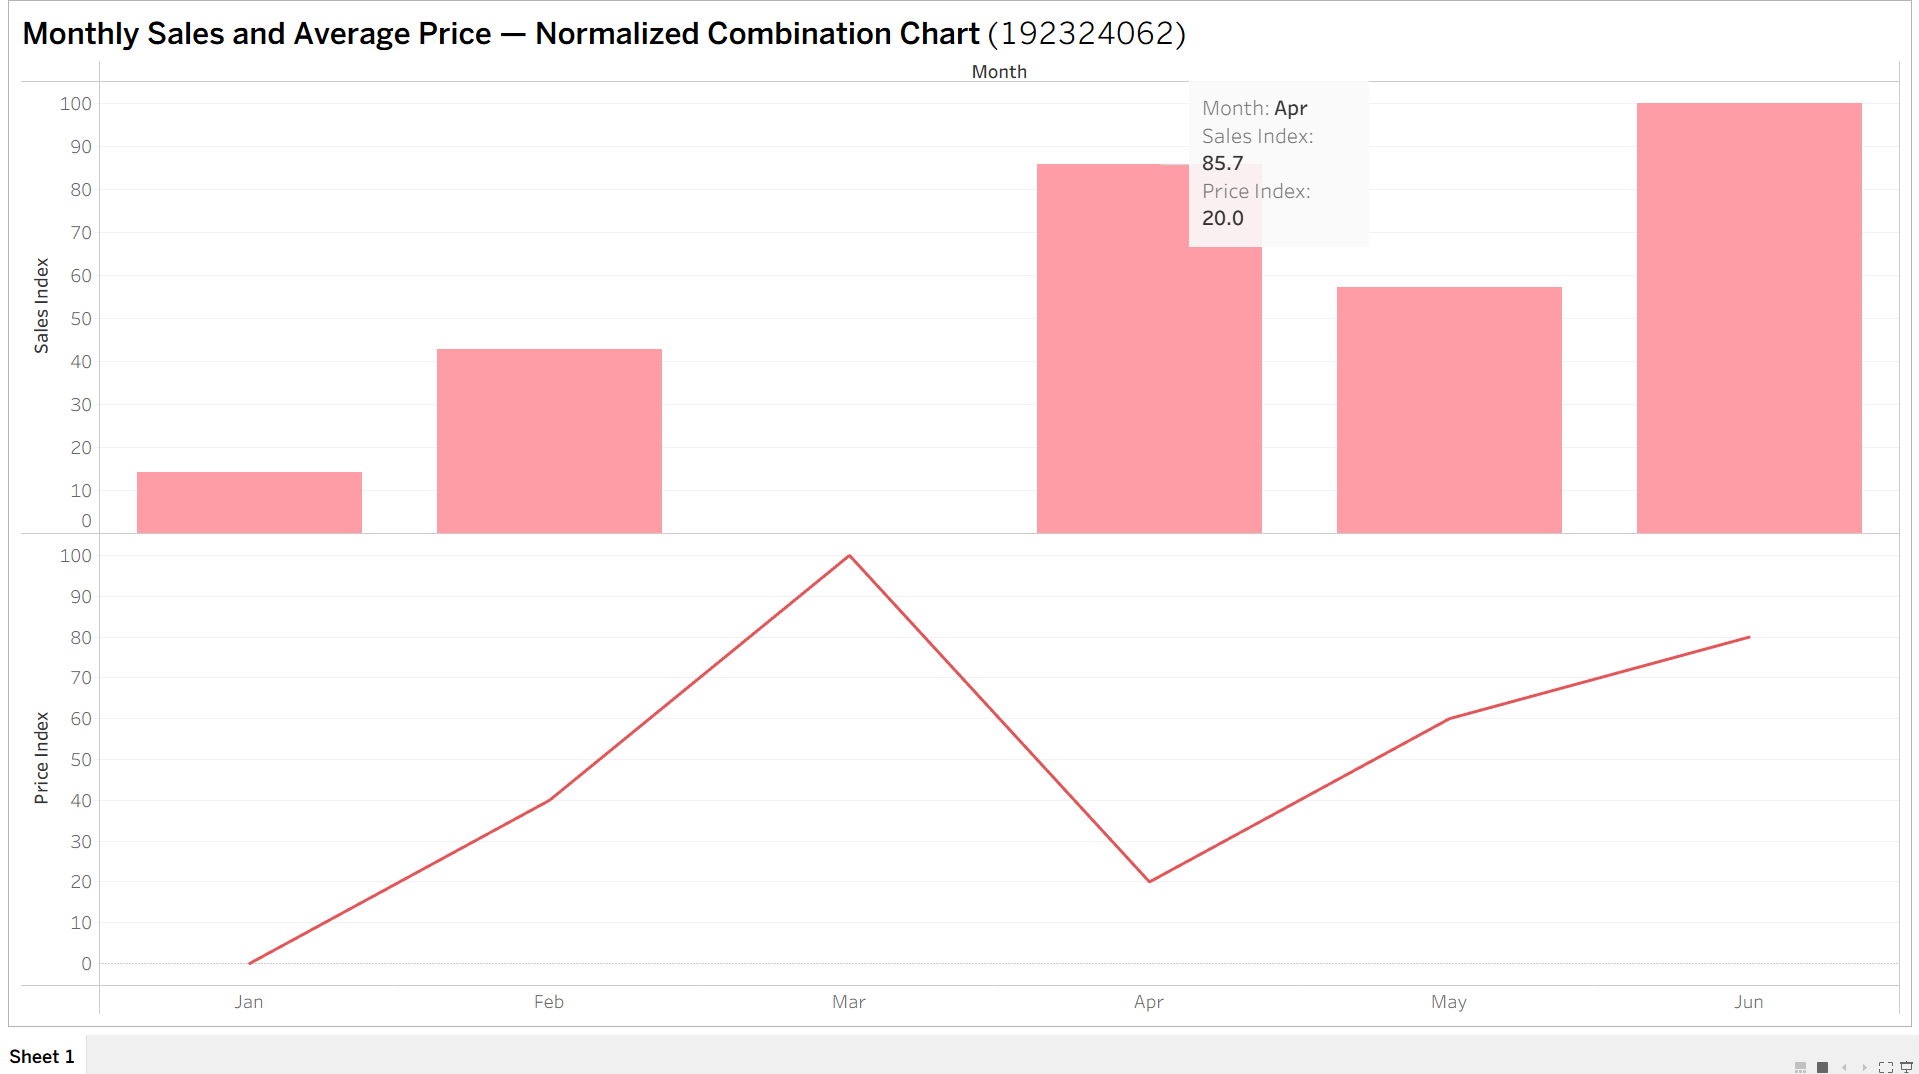 Monthly Sales and Average Price — Normalized Combination Chart (192324062)
Month
Month: Apr
Sales Index:
85.7
Price Index:
20.0
Sales Index
100
90
80
70
60
50
40
30
20
10
0
Price Index
100
90
80
70
60
50
40
30
20
10
0
Jan Feb Mar Apr May Jun
Sheet 1